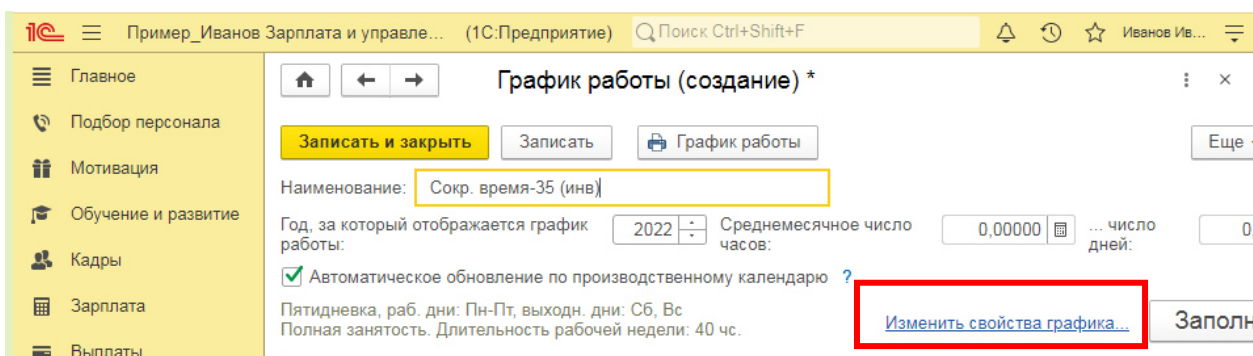 1С Пример_Иванов Зарплата и управле... (1С:Предприятие) Поиск Ctrl+Shift+F Иванов Ив...
Главное
График работы (создание) *
Подбор персонала
Записать и закрыть Записать График работы Еще
Мотивация
Наименование: Сокр. время-35 (инв)
Обучение и развитие
Год, за который отображается график
работы:
2022
Среднемесячное число
часов:
0,00000
... число
дней:
0,
Кадры
Автоматическое обновление по производственному календарю ?
Зарплата
Пятидневка, раб. дни: Пн-Пт, выходн. дни: Сб, Вс
Полная занятость. Длительность рабочей недели: 40 чс.
Изменить свойства графика...
Заполн
Выплаты